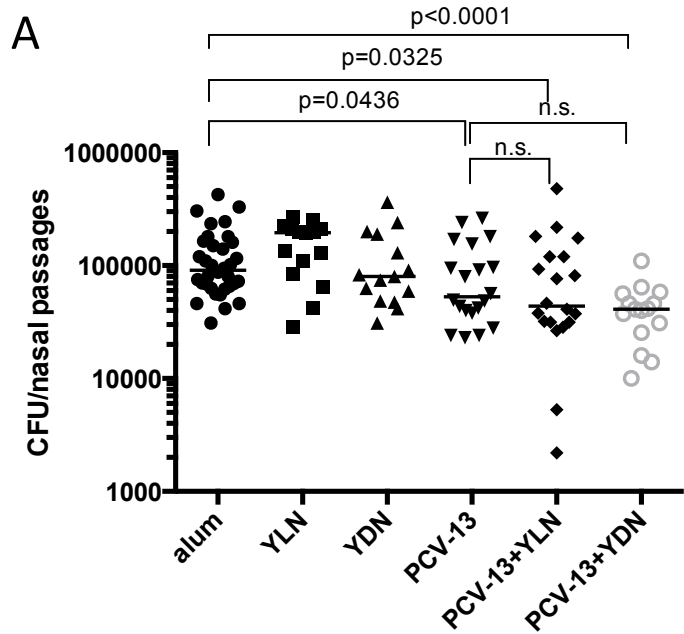 A
p<0.0001
p=0.0325
p=0.0436
n.s.
n.s.
CFU/nasal passages
1000000
100000
10000
1000
alum
YLN
YDN
PCV-13
PCV-13+YLN
PCV-13+YDN